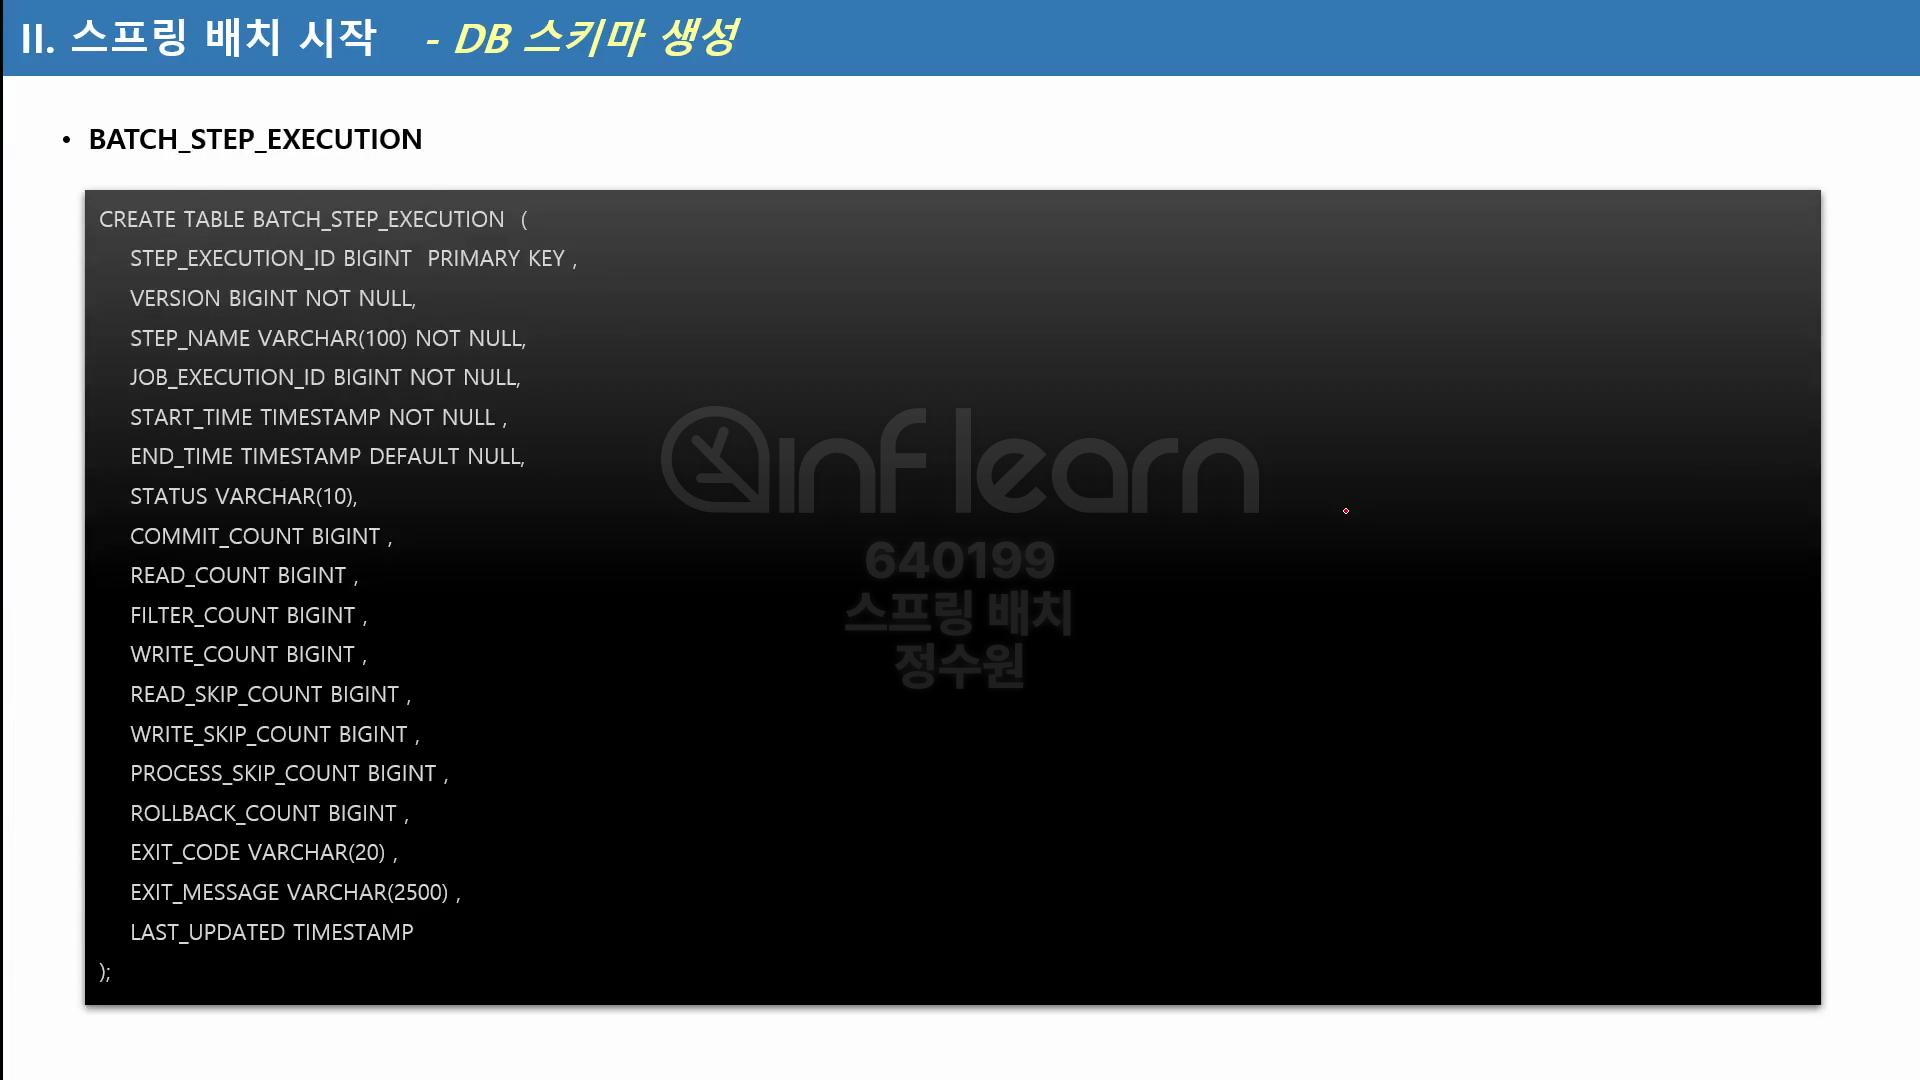 II. 스프링 배치 시작 - DB 스키마 생성
• BATCH_STEP_EXECUTION
CREATE TABLE BATCH_STEP_EXECUTION (
STEP_EXECUTION_ID BIGINT PRIMARY KEY ,
VERSION BIGINT NOT NULL,
STEP_NAME VARCHAR(100) NOT NULL,
JOB_EXECUTION_ID BIGINT NOT NULL,
START_TIME TIMESTAMP NOT NULL ,
END_TIME TIMESTAMP DEFAULT NULL,
STATUS VARCHAR(10),
COMMIT_COUNT BIGINT ,
READ_COUNT BIGINT ,
FILTER_COUNT BIGINT ,
WRITE_COUNT BIGINT ,
READ_SKIP_COUNT BIGINT ,
WRITE_SKIP_COUNT BIGINT ,
PROCESS_SKIP_COUNT BIGINT ,
ROLLBACK_COUNT BIGINT ,
EXIT_CODE VARCHAR(20) ,
EXIT_MESSAGE VARCHAR(2500) ,
LAST_UPDATED TIMESTAMP
);
inflearn
640199
스프링 배치
정수원